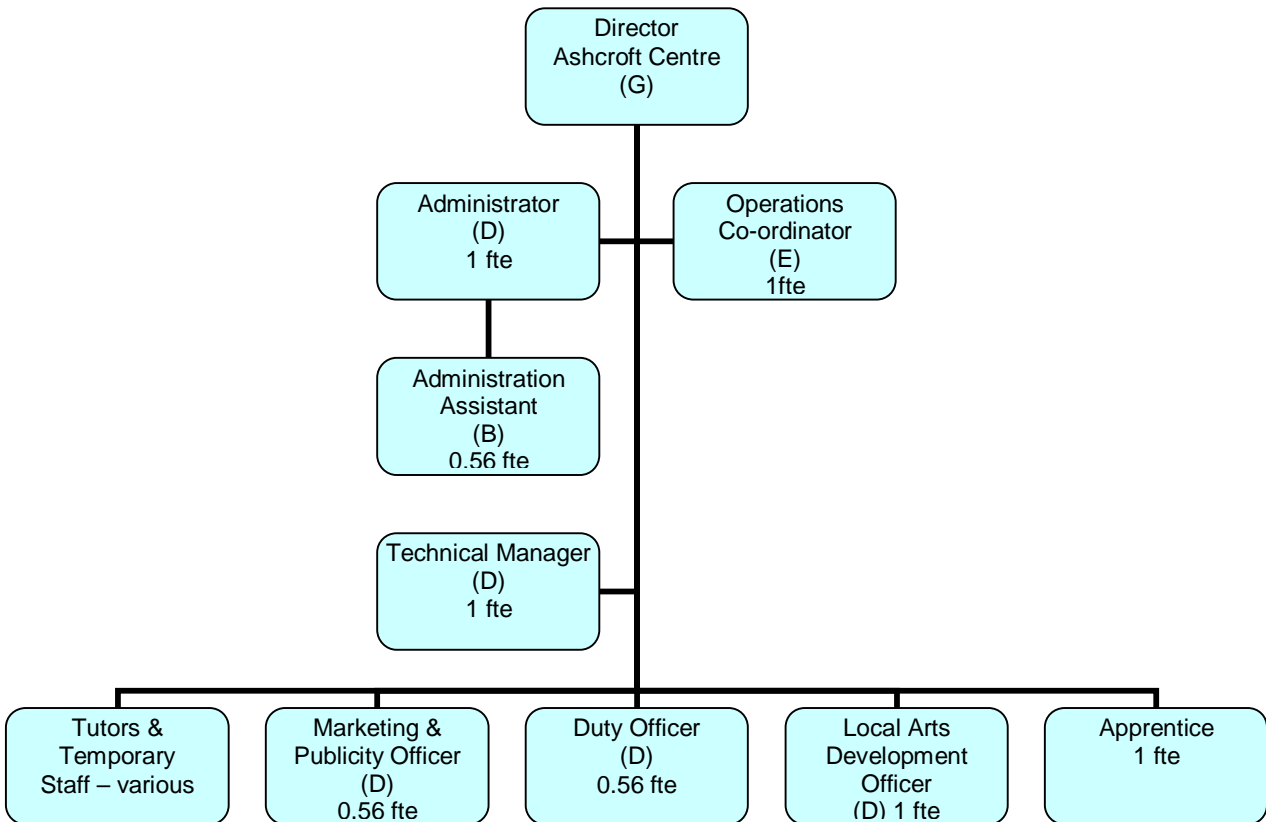 Director
Ashcroft Centre
(G)
Administrator
(D)
1 fte
Operations
Co-ordinator
(E)
1fte
Administration
Assistant
(B)
0.56 fte
Technical Manager
(D)
1 fte
Tutors &
Temporary
Staff – various
Marketing &
Publicity Officer
(D)
0.56 fte
Duty Officer
(D)
0.56 fte
Local Arts
Development
Officer
(D) 1 fte
Apprentice
1 fte